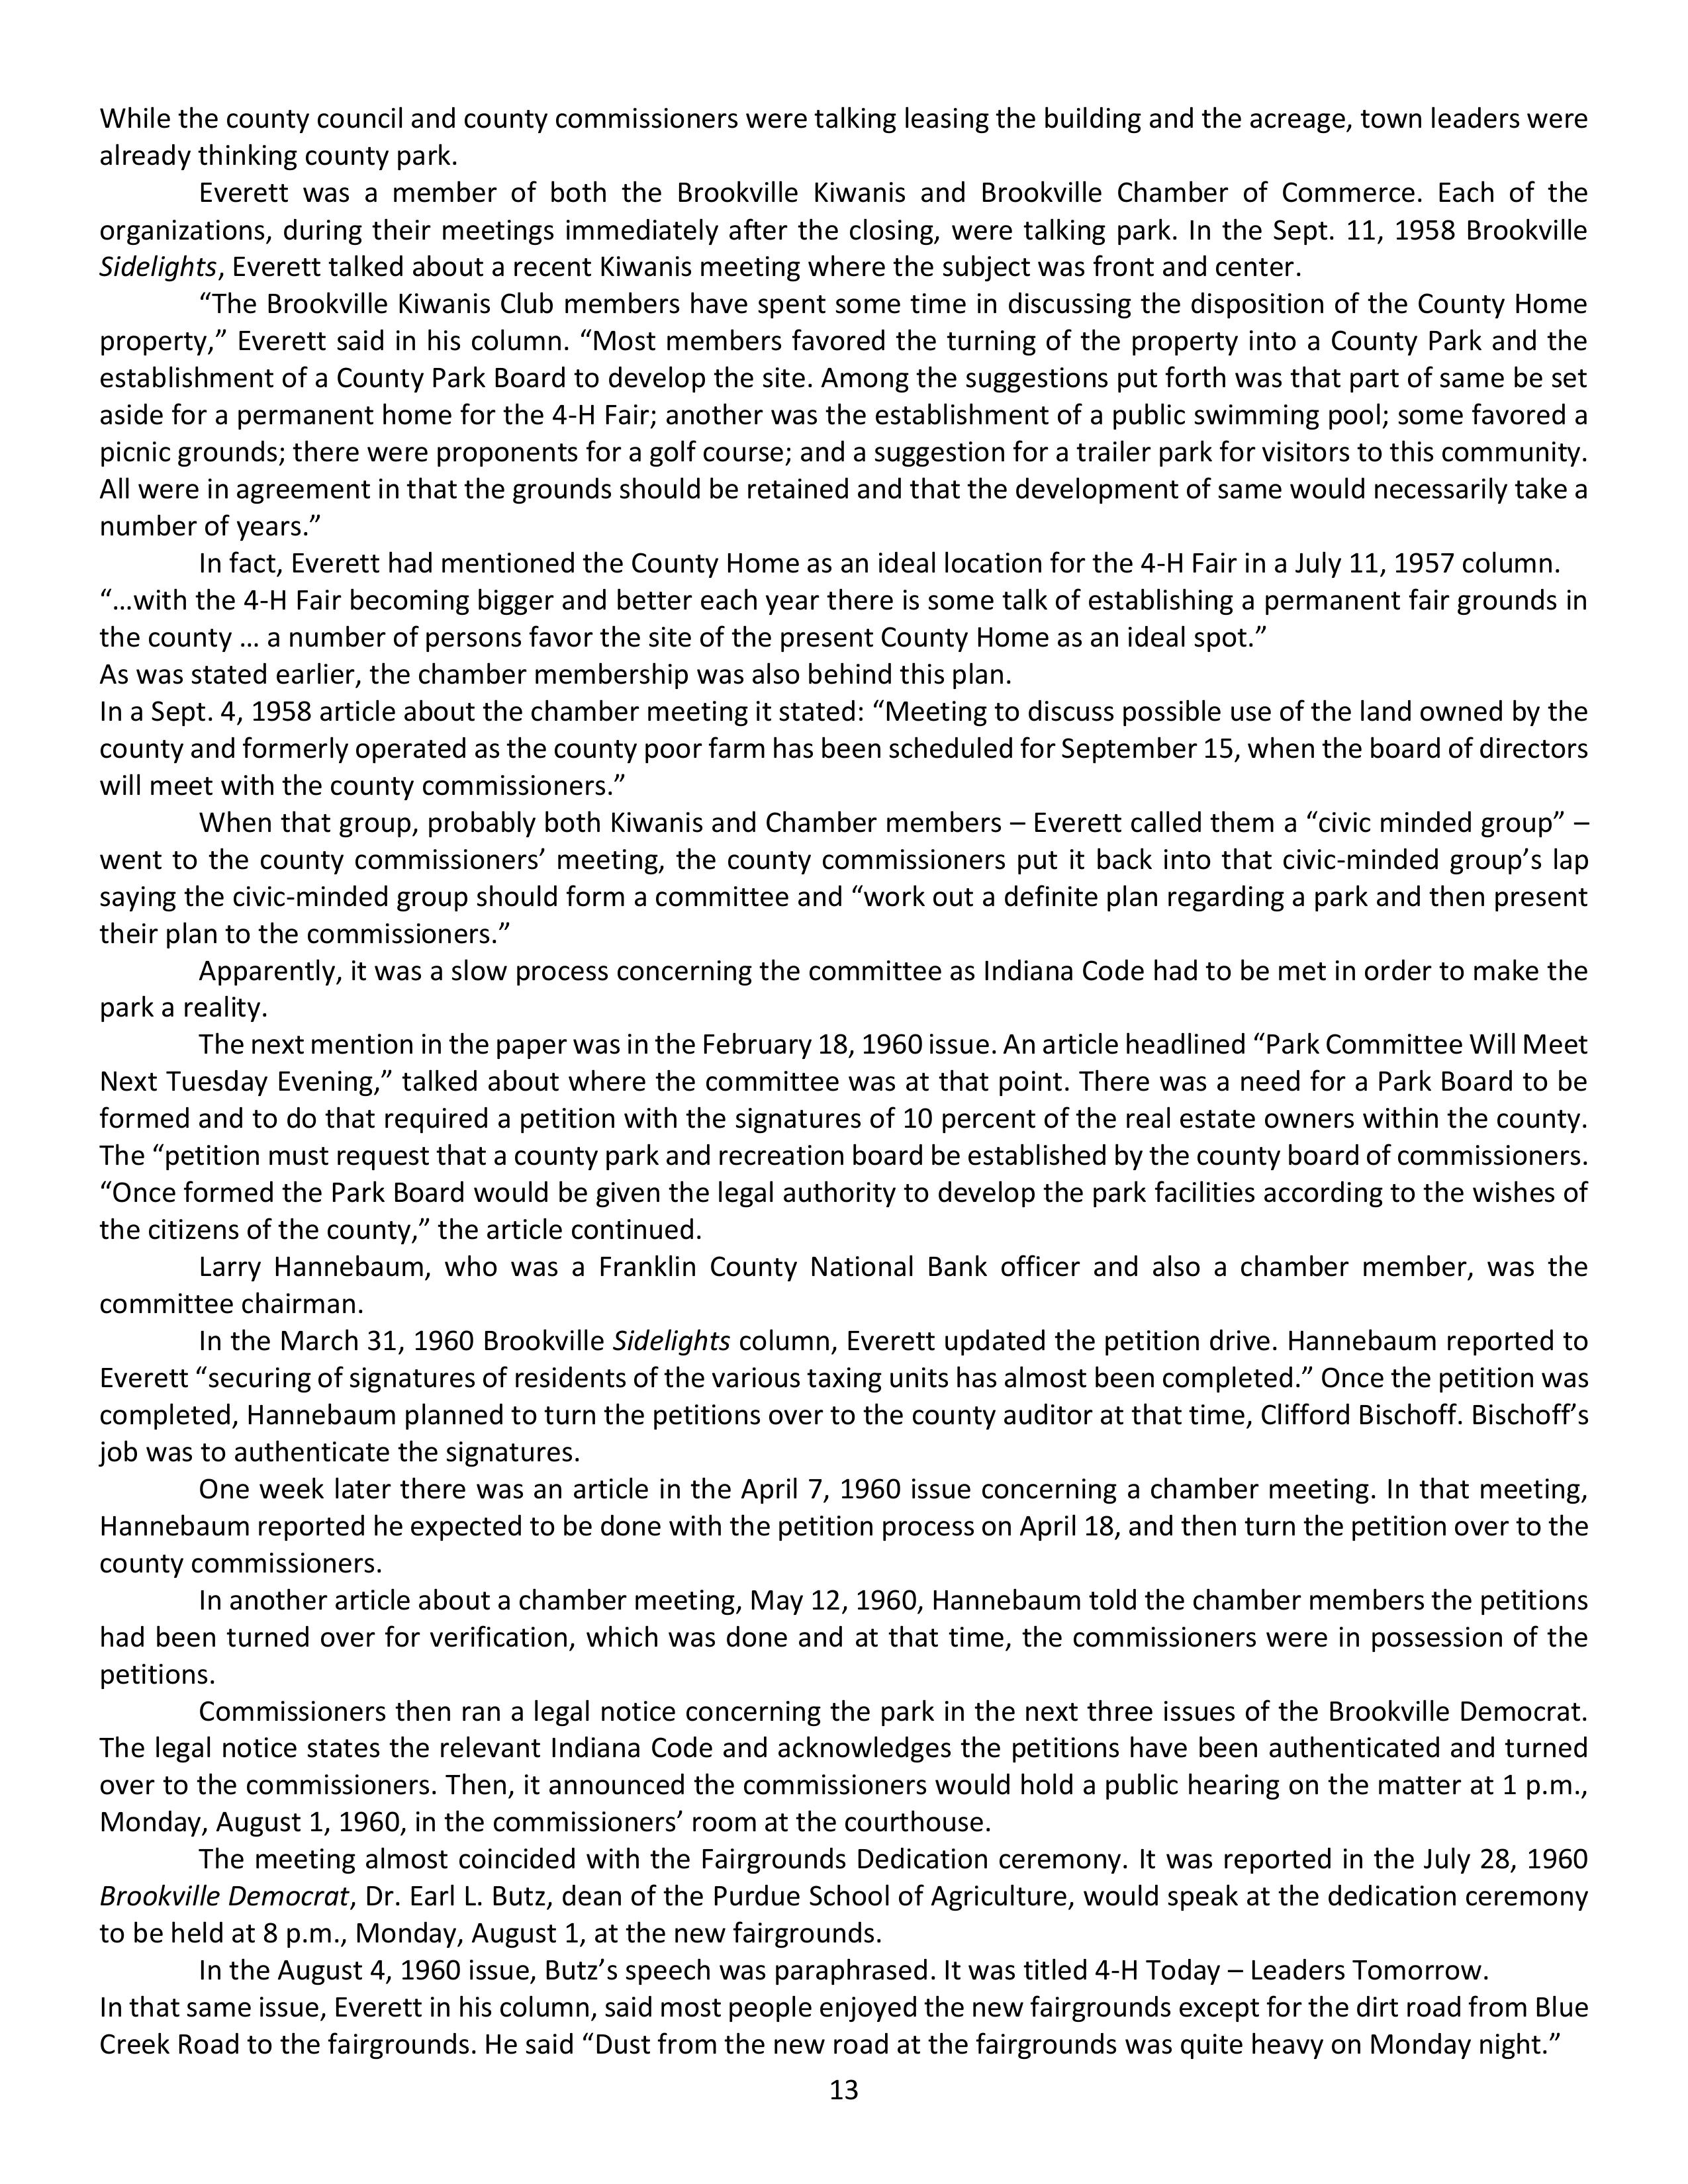 While the county council and county commissioners were talking leasing the building and the acreage, town leaders were
already thinking county park.
Everett was a member of both the Brookville Kiwanis and Brookville Chamber of Commerce. Each of the
organizations, during their meetings immediately after the closing, were talking park. In the Sept. 11, 1958 Brookville
Sidelights, Everett talked about a recent Kiwanis meeting where the subject was front and center.
“The Brookville Kiwanis Club members have spent some time in discussing the disposition of the County Home
property,” Everett said in his column. “Most members favored the turning of the property into a County Park and the
establishment of a County Park Board to develop the site. Among the suggestions put forth was that part of same be set
aside for a permanent home for the 4-H Fair; another was the establishment of a public swimming pool; some favored a
picnic grounds; there were proponents for a golf course; and a suggestion for a trailer park for visitors to this community.
All were in agreement in that the grounds should be retained and that the development of same would necessarily take a
number of years.”
In fact, Everett had mentioned the County Home as an ideal location for the 4-H Fair in a July 11, 1957 column.
“…with the 4-H Fair becoming bigger and better each year there is some talk of establishing a permanent fair grounds in
the county … a number of persons favor the site of the present County Home as an ideal spot.”
As was stated earlier, the chamber membership was also behind this plan.
In a Sept. 4, 1958 article about the chamber meeting it stated: “Meeting to discuss possible use of the land owned by the
county and formerly operated as the county poor farm has been scheduled for September 15, when the board of directors
will meet with the county commissioners.”
When that group, probably both Kiwanis and Chamber members – Everett called them a “civic minded group” –
went to the county commissioners’ meeting, the county commissioners put it back into that civic-minded group’s lap
saying the civic-minded group should form a committee and “work out a definite plan regarding a park and then present
their plan to the commissioners.”
Apparently, it was a slow process concerning the committee as Indiana Code had to be met in order to make the
park a reality.
The next mention in the paper was in the February 18, 1960 issue. An article headlined “Park Committee Will Meet
Next Tuesday Evening,” talked about where the committee was at that point. There was a need for a Park Board to be
formed and to do that required a petition with the signatures of 10 percent of the real estate owners within the county.
The “petition must request that a county park and recreation board be established by the county board of commissioners.
“Once formed the Park Board would be given the legal authority to develop the park facilities according to the wishes of
the citizens of the county,” the article continued.
Larry Hannebaum, who was a Franklin County National Bank officer and also a chamber member, was the
committee chairman.
In the March 31, 1960 Brookville Sidelights column, Everett updated the petition drive. Hannebaum reported to
Everett “securing of signatures of residents of the various taxing units has almost been completed.” Once the petition was
completed, Hannebaum planned to turn the petitions over to the county auditor at that time, Clifford Bischoff. Bischoff’s
job was to authenticate the signatures.
One week later there was an article in the April 7, 1960 issue concerning a chamber meeting. In that meeting,
Hannebaum reported he expected to be done with the petition process on April 18, and then turn the petition over to the
county commissioners.
In another article about a chamber meeting, May 12, 1960, Hannebaum told the chamber members the petitions
had been turned over for verification, which was done and at that time, the commissioners were in possession of the
petitions.
Commissioners then ran a legal notice concerning the park in the next three issues of the Brookville Democrat.
The legal notice states the relevant Indiana Code and acknowledges the petitions have been authenticated and turned
over to the commissioners. Then, it announced the commissioners would hold a public hearing on the matter at 1 p.m.,
Monday, August 1, 1960, in the commissioners’ room at the courthouse.
The meeting almost coincided with the Fairgrounds Dedication ceremony. It was reported in the July 28, 1960
Brookville Democrat, Dr. Earl L. Butz, dean of the Purdue School of Agriculture, would speak at the dedication ceremony
to be held at 8 p.m., Monday, August 1, at the new fairgrounds.
In the August 4, 1960 issue, Butz’s speech was paraphrased. It was titled 4-H Today – Leaders Tomorrow.
In that same issue, Everett in his column, said most people enjoyed the new fairgrounds except for the dirt road from Blue
Creek Road to the fairgrounds. He said “Dust from the new road at the fairgrounds was quite heavy on Monday night.”
13